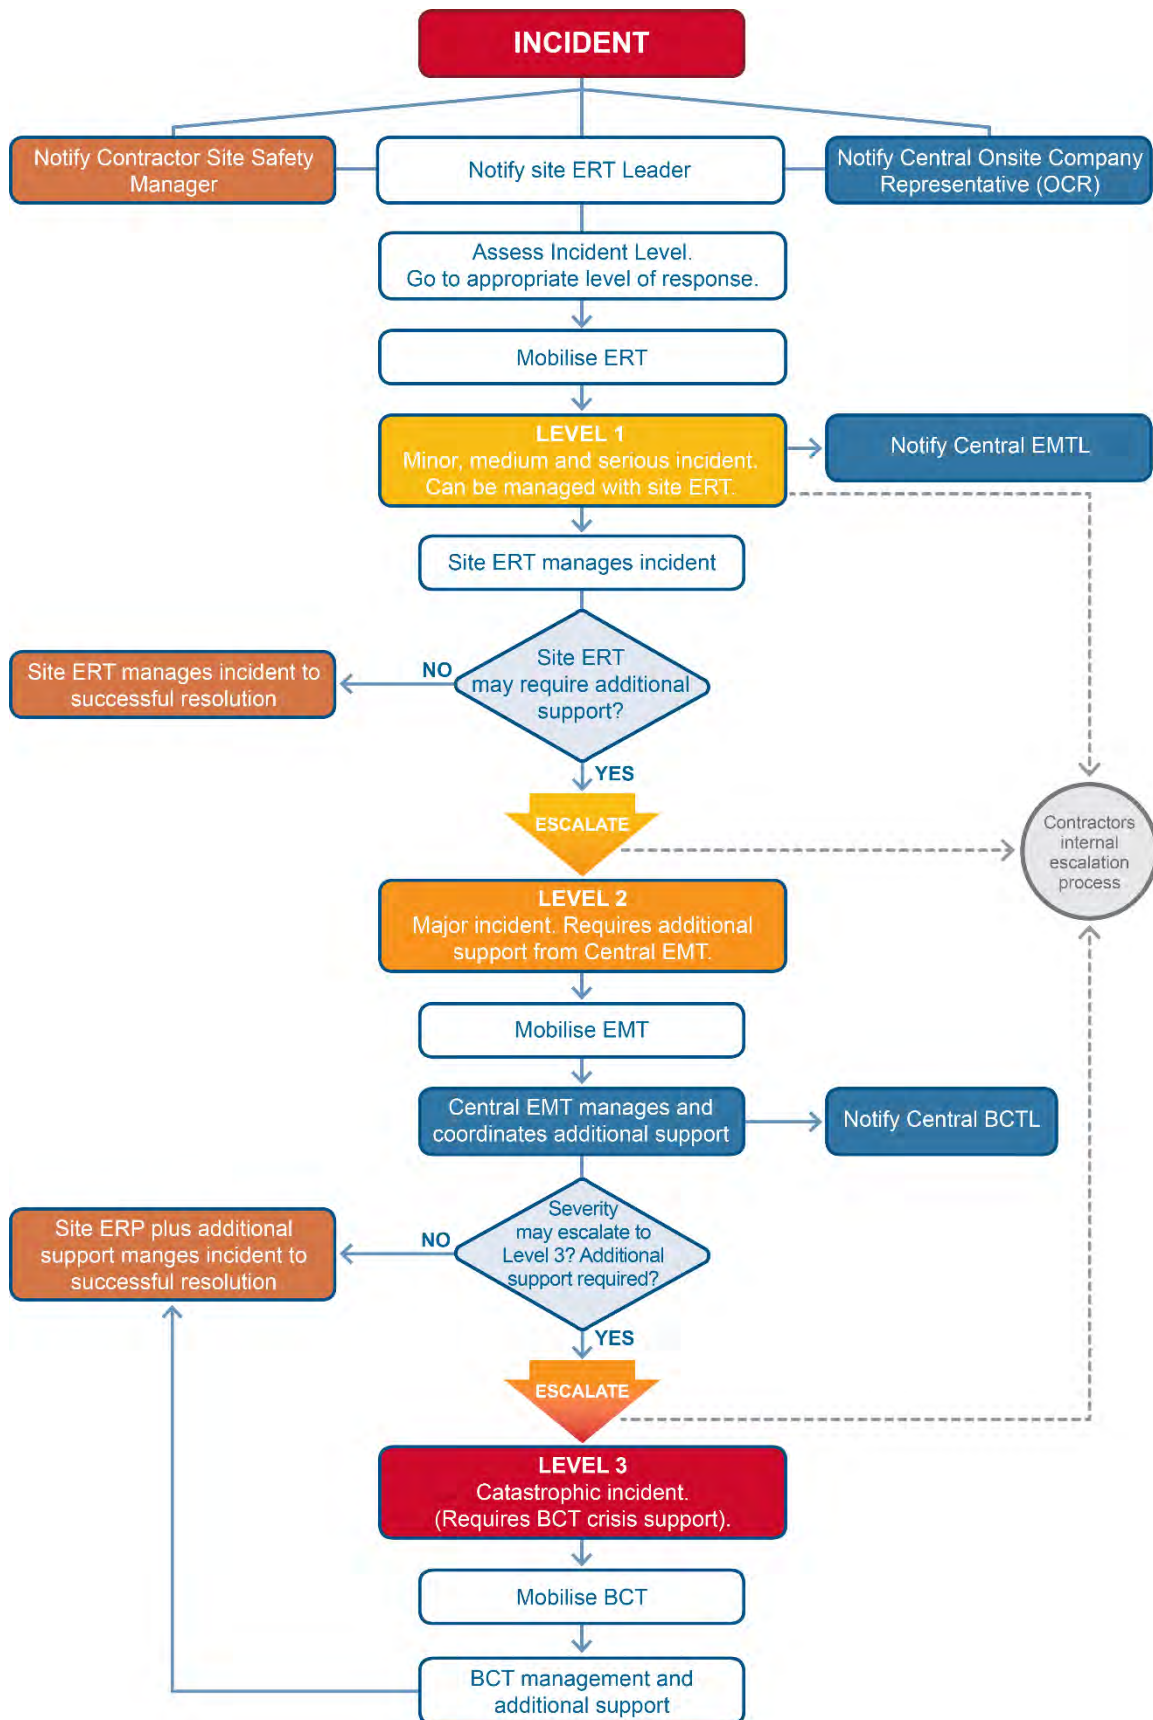 INCIDENT
Notify Contractor Site Safety
Manager
Notify site ERT Leader
Notify Central Onsite Company
Representative (OCR)
Assess Incident Level.
Go to appropriate level of response.
Mobilise ERT
LEVEL 1
Minor, medium and serious incident.
Can be managed with site ERT.
Notify Central EMTL
Site ERT manages incident
Site ERT
may require additional
support?
NO
Site ERT manages incident to
successful resolution
YES
ESCALATE
Contractors
internal
escalation
process
LEVEL 2
Major incident. Requires additional
support from Central EMT.
Mobilise EMT
Central EMT manages and
coordinates additional support
Notify Central BCTL
Severity
may escalate to
Level 3? Additional
support required?
NO
Site ERP plus additional
support manges incident to
successful resolution
YES
ESCALATE
LEVEL 3
Catastrophic incident.
(Requires BCT crisis support).
Mobilise BCT
BCT management and
additional support